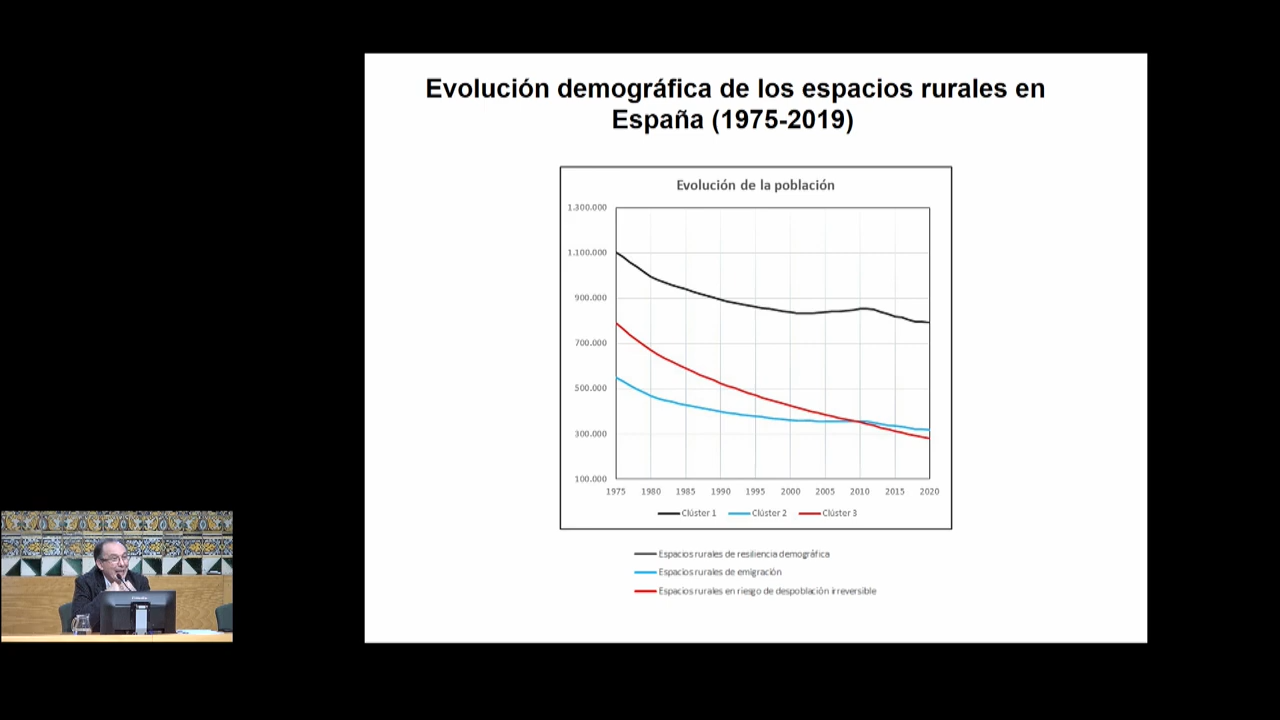 Evolución demográfica de los espacios rurales en
España (1975-2019)
Evolución de la población
1.300.000
1.100.000
900.000
700.000
500.000
300.000
100.000
1975 1980 1985 1990 1995 2000 2005 2010 2015 2020
Clúster 1 Clúster 2 Clúster 3
Espacios rurales de resiliencia demográfica
Espacios rurales de emigración
Espacios rurales en riesgo de despoblación irreversible